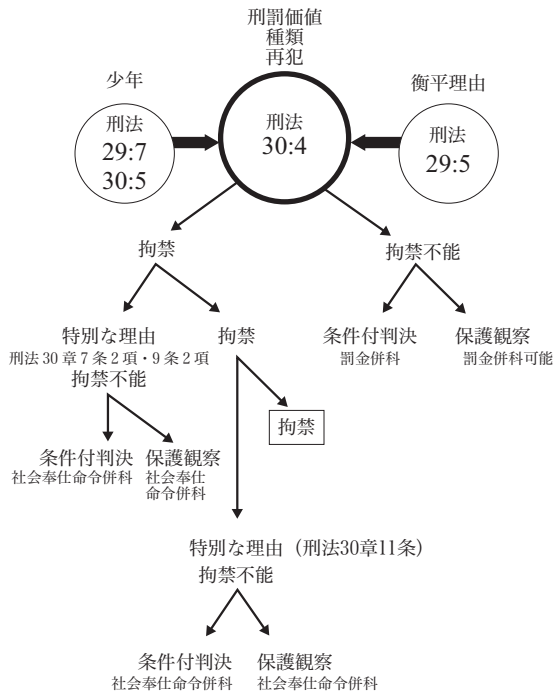 刑罰価値
種類
再犯
少年
衡平理由
刑法
29:7
30:5
刑法
30:4
刑法
29:5
拘禁
拘禁不能
特別な理由
刑法30章7条2項・9条2項
拘禁不能
拘禁
条件付判決
罰金併科
保護観察
罰金併科可能
拘禁
条件付判決
社会奉仕命令併科
保護観察
社会奉仕
命令併科
特別な理由（刑法30章11条）
拘禁不能
条件付判決
社会奉仕命令併科
保護観察
社会奉仕命令併科